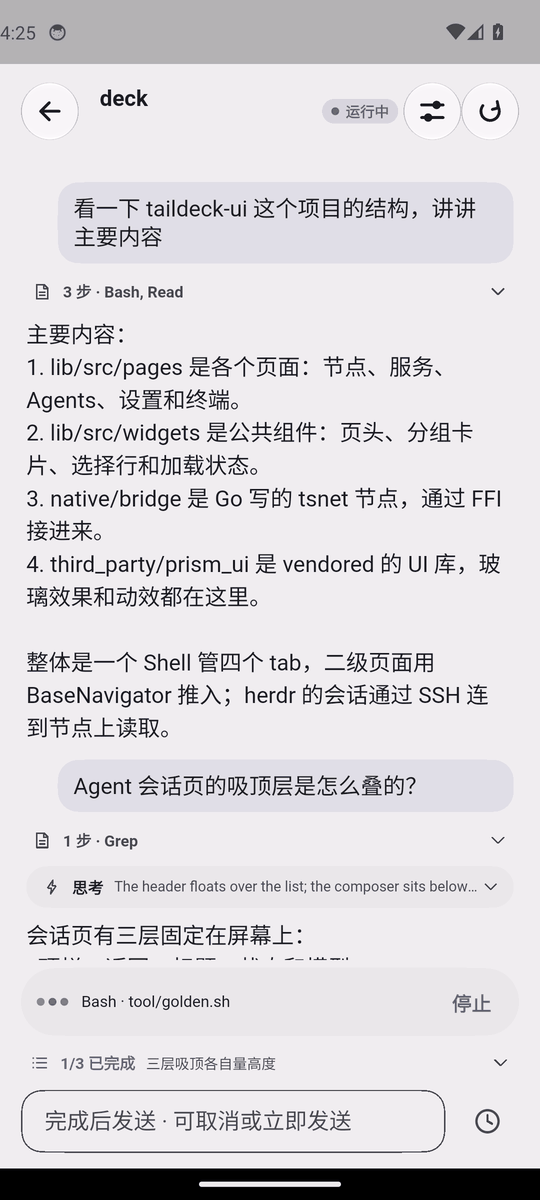 4:25
deck
运行中
看一下 taildeck-ui 这个项目的结构，讲讲
主要内容
3 步 · Bash, Read
主要内容：
1. lib/src/pages 是各个页面：节点、服务、
Agents、设置和终端。
2. lib/src/widgets 是公共组件：页头、分组卡
片、选择行和加载状态。
3. native/bridge 是 Go 写的 tsnet 节点，通过 FFI
接进来。
4. third_party/prism_ui 是 vendored 的 UI 库，玻
璃效果和动效都在这里。
整体是一个 Shell 管四个 tab，二级页面用
BaseNavigator 推入；herdr 的会话通过 SSH 连
到节点上读取。
Agent 会话页的吸顶层是怎么叠的？
1 步 · Grep
思考 The header floats over the list; the composer sits below…
会话页有三层固定在屏幕上：
Bash · tool/golden.sh
停止
1/3 已完成 三层吸顶各自量高度
完成后发送 · 可取消或立即发送